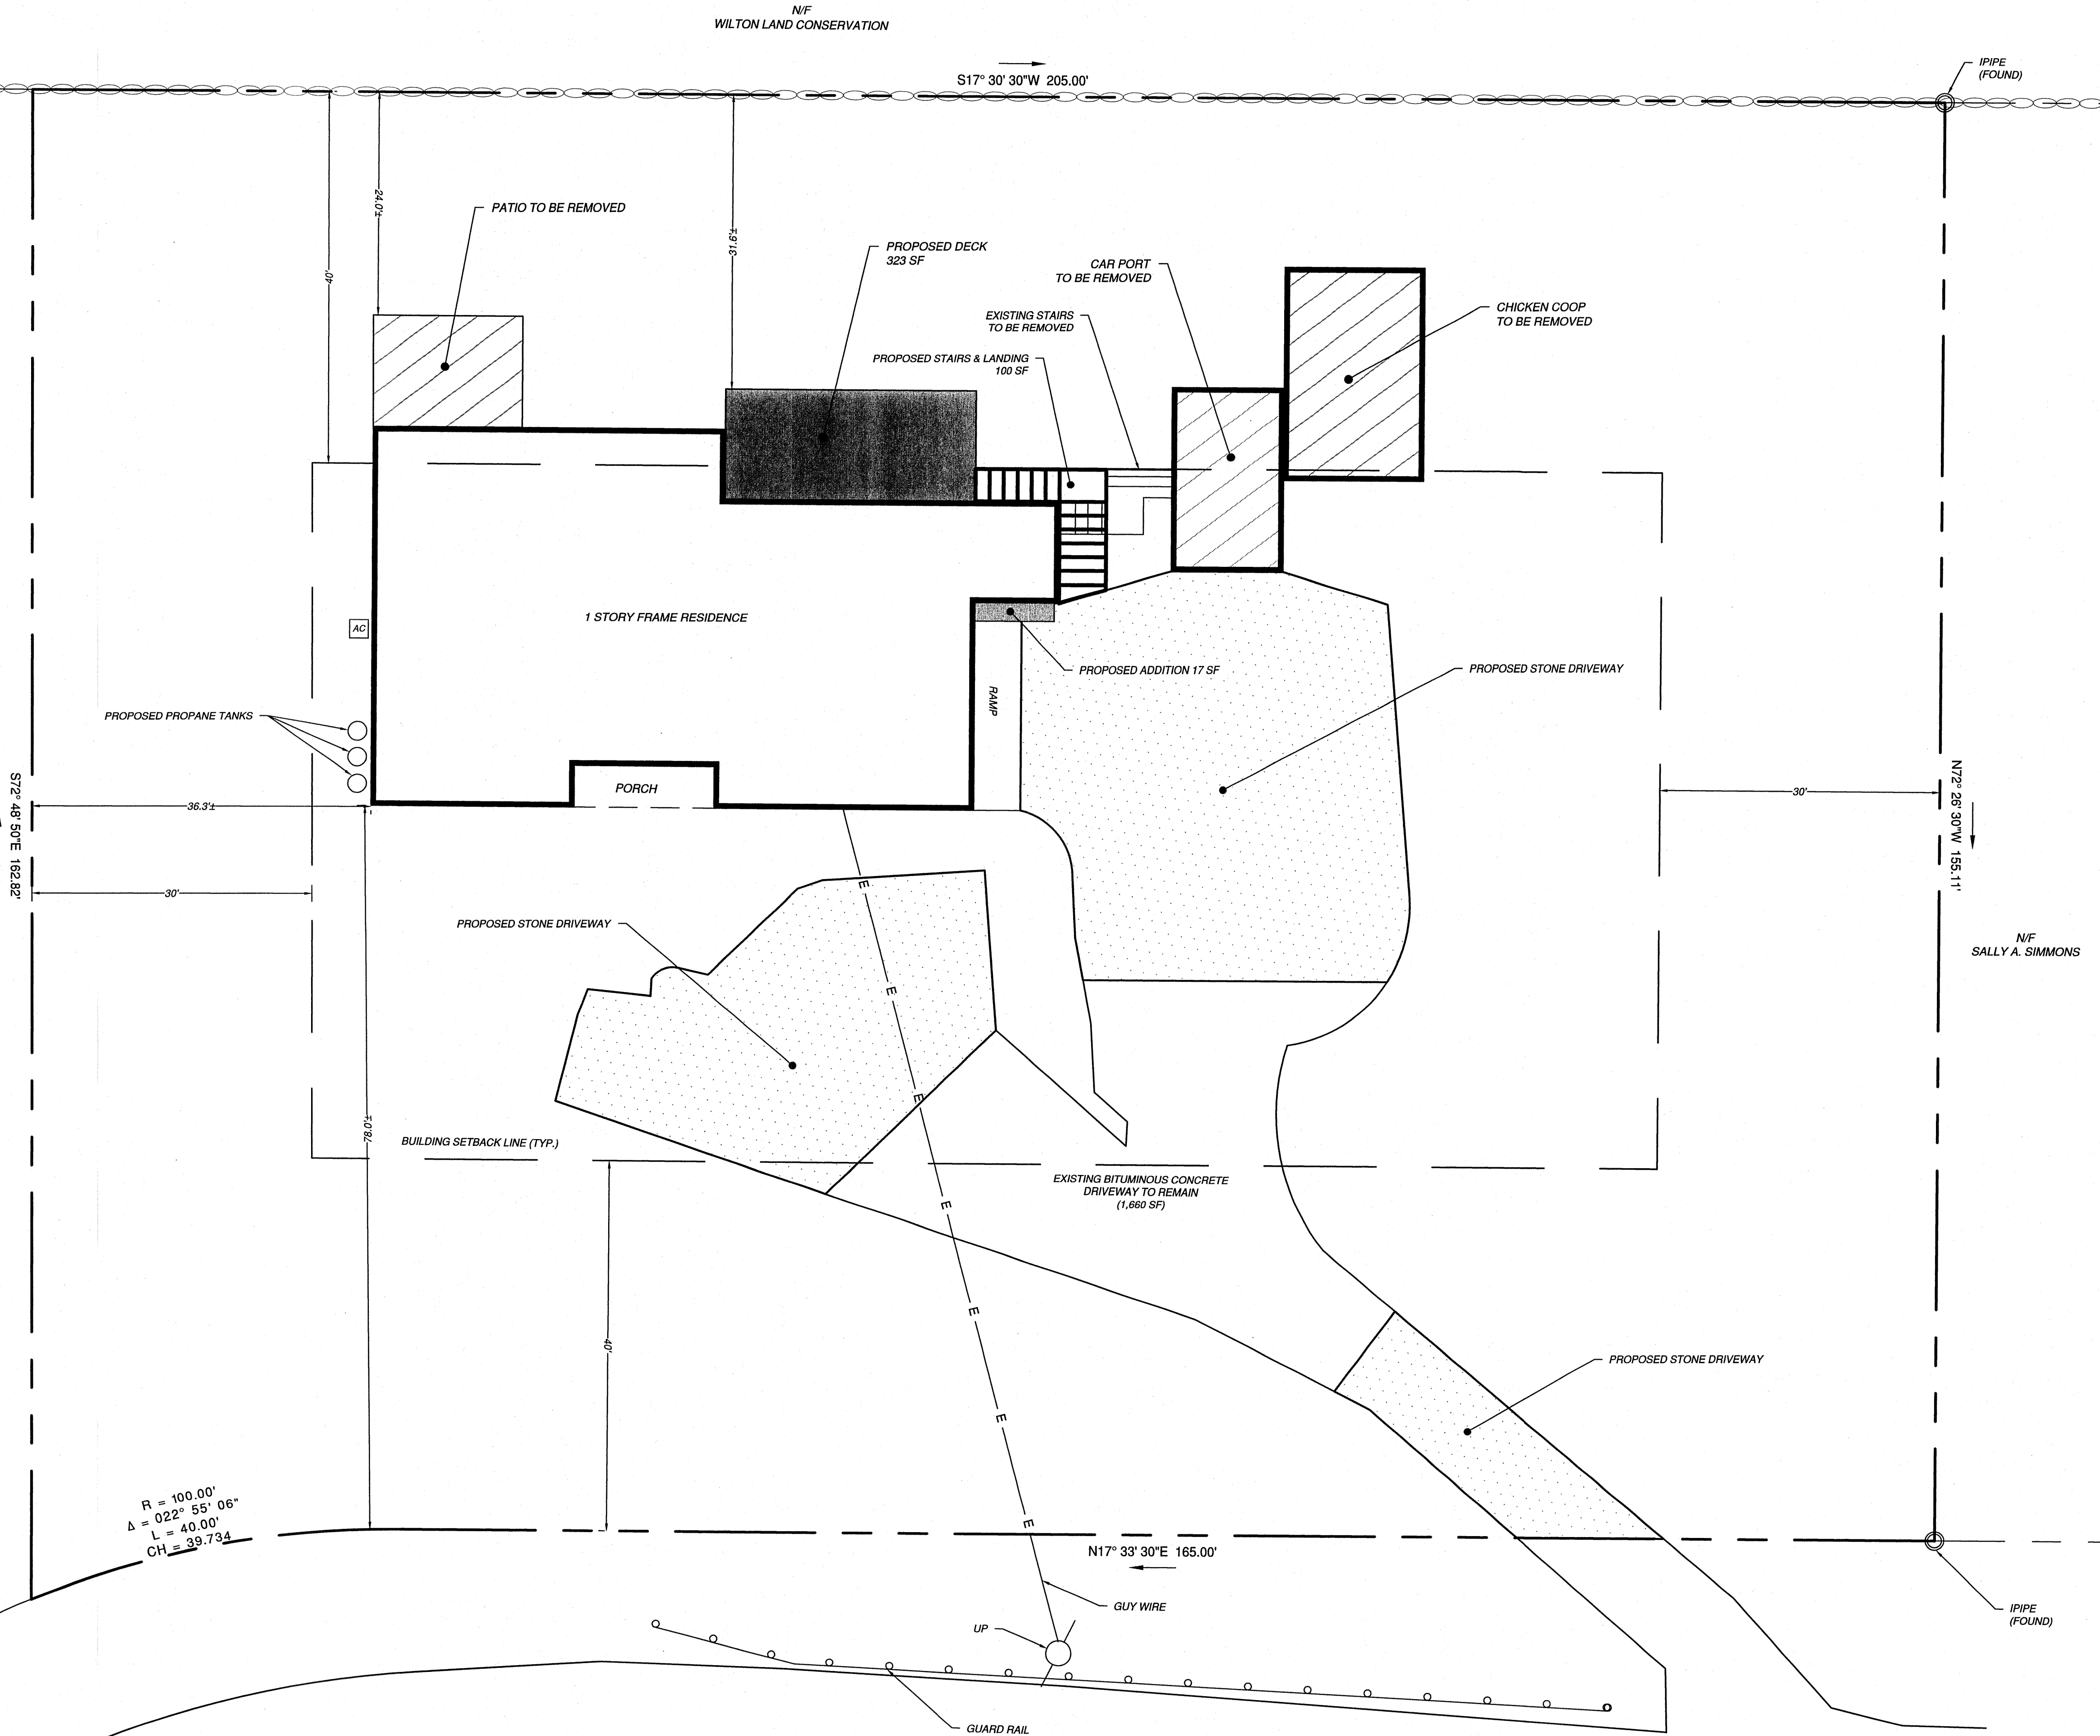 N/F
WILTON LAND CONSERVATION
S17° 30' 30"W 205.00'
IPIPE
(FOUND)
24.0'±
40'
31.6'±
PATIO TO BE REMOVED
PROPOSED DECK
323 SF
CAR PORT
TO BE REMOVED
EXISTING STAIRS
TO BE REMOVED
CHICKEN COOP
TO BE REMOVED
PROPOSED STAIRS & LANDING
100 SF
1 STORY FRAME RESIDENCE
AC
PROPOSED ADDITION 17 SF
PROPOSED STONE DRIVEWAY
RAMP
PROPOSED PROPANE TANKS
PORCH
S72° 48' 50"E 162.82'
36.3'±
30'
N72° 26' 30"W 155.11'
30'
PROPOSED STONE DRIVEWAY
N/F
SALLY A. SIMMONS
78.0'±
BUILDING SETBACK LINE (TYP.)
EXISTING BITUMINOUS CONCRETE
DRIVEWAY TO REMAIN
(1,660 SF)
E
E
E
E
E
E
E
40'
PROPOSED STONE DRIVEWAY
R = 100.00'
Δ = 022° 55' 06"
L = 40.00'
CH = 39.734
N17° 33' 30"E 165.00'
GUY WIRE
UP
IPIPE
(FOUND)
GUARD RAIL